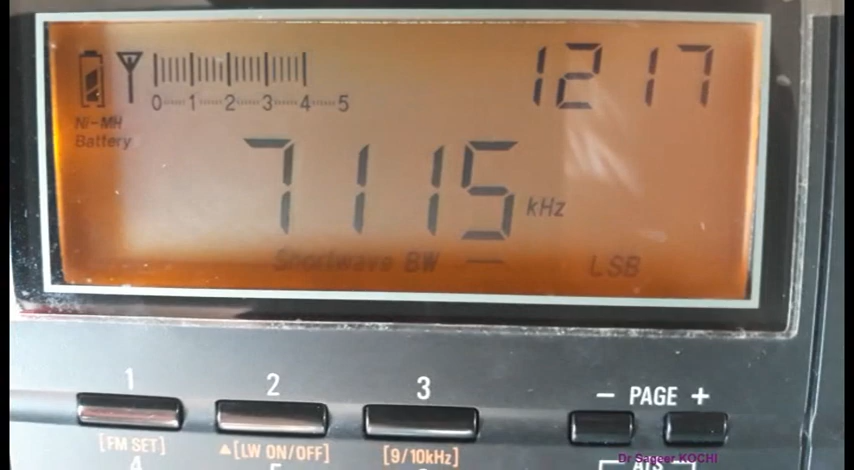 1217
0 1 2 3 4 5
Ni-MH
Battery
7115 kHz
Shortwave BW
LSB
1 2 3
- PAGE +
[FM SET] ▲[LW ON/OFF] [9/10kHz]
Dr Sageer KOCHI
ATS